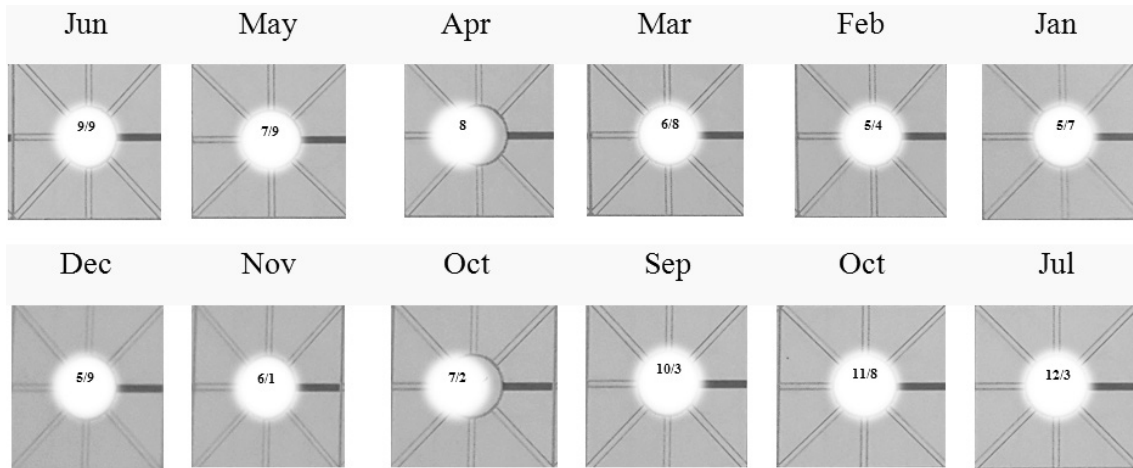 Jun May Apr Mar Feb Jan
9/9 7/9 8 6/8 5/4 5/7
Dec Nov Oct Sep Oct Jul
5/9 6/1 7/2 10/3 11/8 12/3